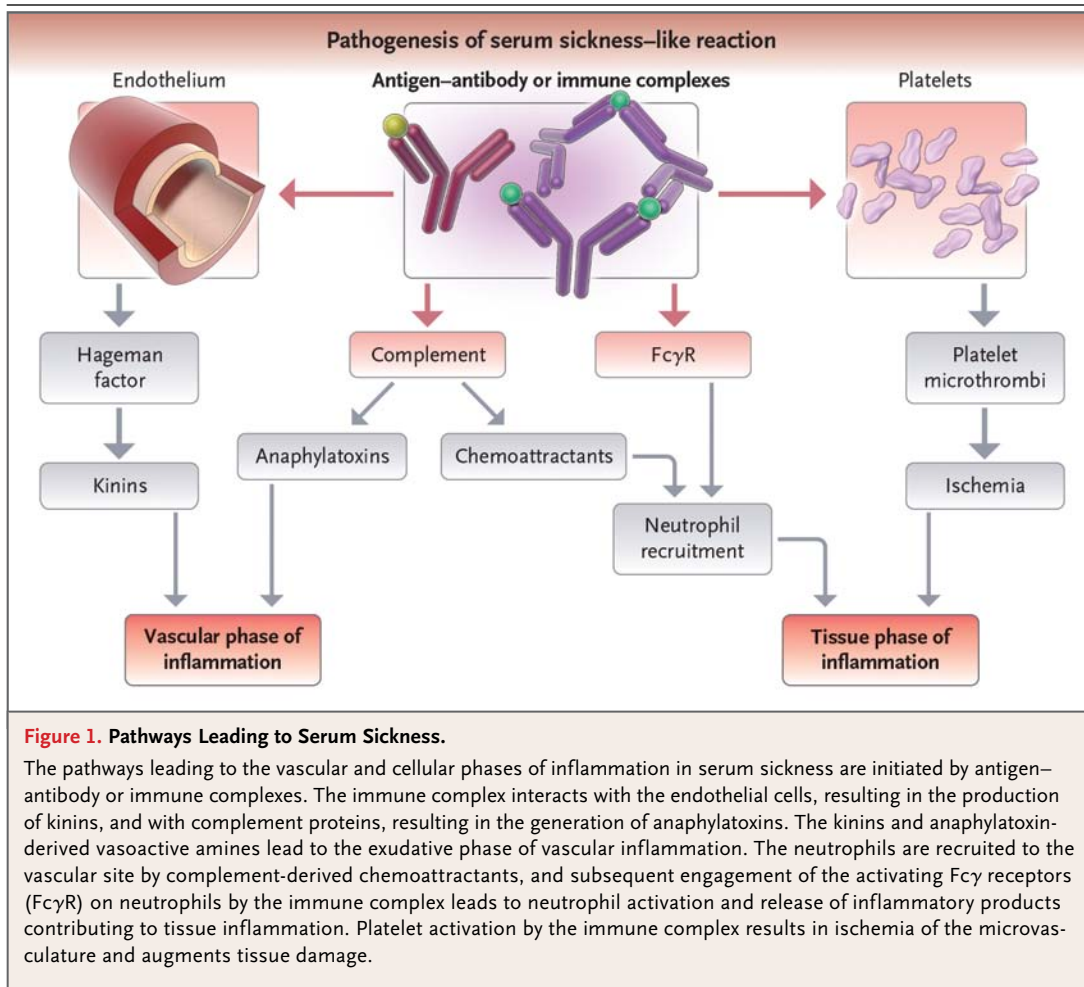 Pathogenesis of serum sickness–like reaction
Endothelium
Antigen–antibody or immune complexes
Platelets
Hageman
factor
Complement
FcγR
Platelet
microthrombi
Anaphylatoxins
Chemoattractants
Kinins
Ischemia
Neutrophil
recruitment
Vascular phase of
inflammation
Tissue phase of
inflammation
Figure 1. Pathways Leading to Serum Sickness.
The pathways leading to the vascular and cellular phases of inflammation in serum sickness are initiated by antigen–
antibody or immune complexes. The immune complex interacts with the endothelial cells, resulting in the production
of kinins, and with complement proteins, resulting in the generation of anaphylatoxins. The kinins and anaphylatoxin-
derived vasoactive amines lead to the exudative phase of vascular inflammation. The neutrophils are recruited to the
vascular site by complement-derived chemoattractants, and subsequent engagement of the activating Fcγ receptors
(FcγR) on neutrophils by the immune complex leads to neutrophil activation and release of inflammatory products
contributing to tissue inflammation. Platelet activation by the immune complex results in ischemia of the microvas-
culature and augments tissue damage.